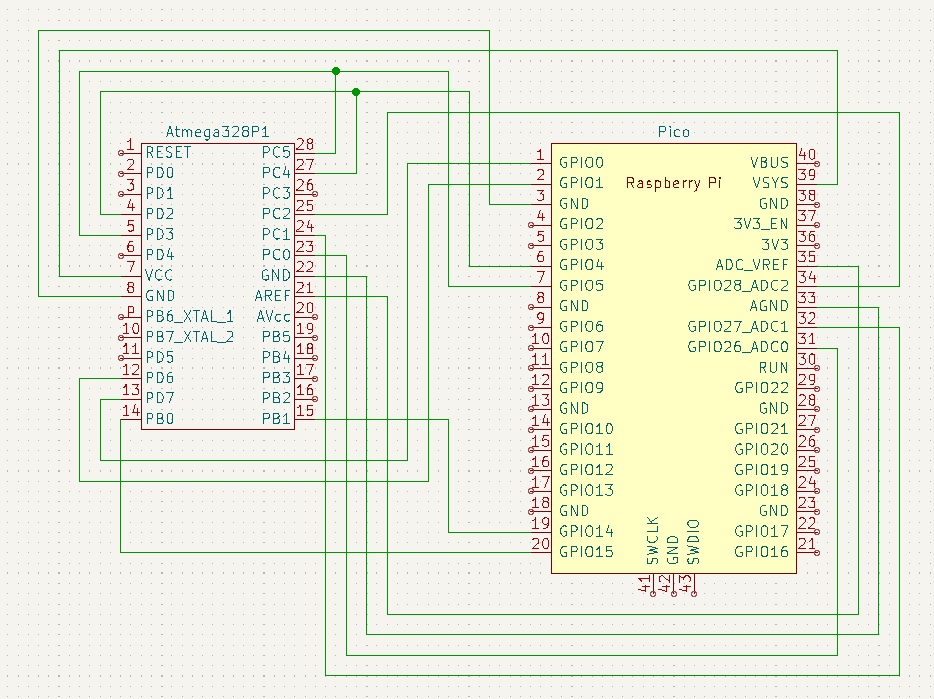 Atmega328P1
1 RESET PC5 28
2 PD0 PC4 27
3 PD1 PC3 26
4 PD2 PC2 25
5 PD3 PC1 24
6 PD4 PC0 23
7 VCC GND 22
8 GND AREF 21
P PB6_XTAL_1 AVcc 20
10 PB7_XTAL_2 PB5 19
11 PD5 PB4 18
12 PD6 PB3 17
13 PD7 PB2 16
14 PB0 PB1 15
Pico
Raspberry Pi
1 GPIO0 VBUS 40
2 GPIO1 VSYS 39
3 GND GND 38
4 GPIO2 3V3_EN 37
5 GPIO3 3V3 36
6 GPIO4 ADC_VREF 35
7 GPIO5 GPIO28_ADC2 34
8 GND AGND 33
9 GPIO6 GPIO27_ADC1 32
10 GPIO7 GPIO26_ADC0 31
11 GPIO8 RUN 30
12 GPIO9 GPIO22 29
13 GND GND 28
14 GPIO10 GPIO21 27
15 GPIO11 GPIO20 26
16 GPIO12 GPIO19 25
17 GPIO13 GPIO18 24
18 GND GND 23
19 GPIO14 GPIO17 22
20 GPIO15 GPIO16 21
SWCLK GND SWDIO
41 42 43